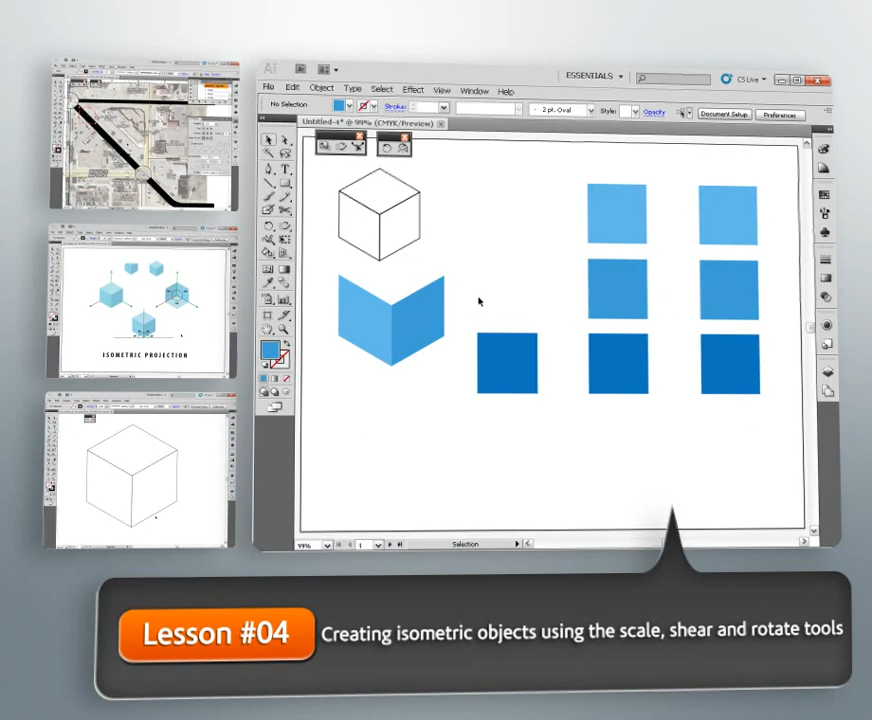 Ai
ESSENTIALS
CS Live
File Edit Object Type Select Effect View Window Help
No Selection Stroke: 2 pt. Oval Style: Opacity Document Setup Preferences
Untitled-4* @ 99% (CMYK/Preview)
T
99% 1 Selection
ISOMETRIC PROJECTION
Lesson #04 Creating isometric objects using the scale, shear and rotate tools